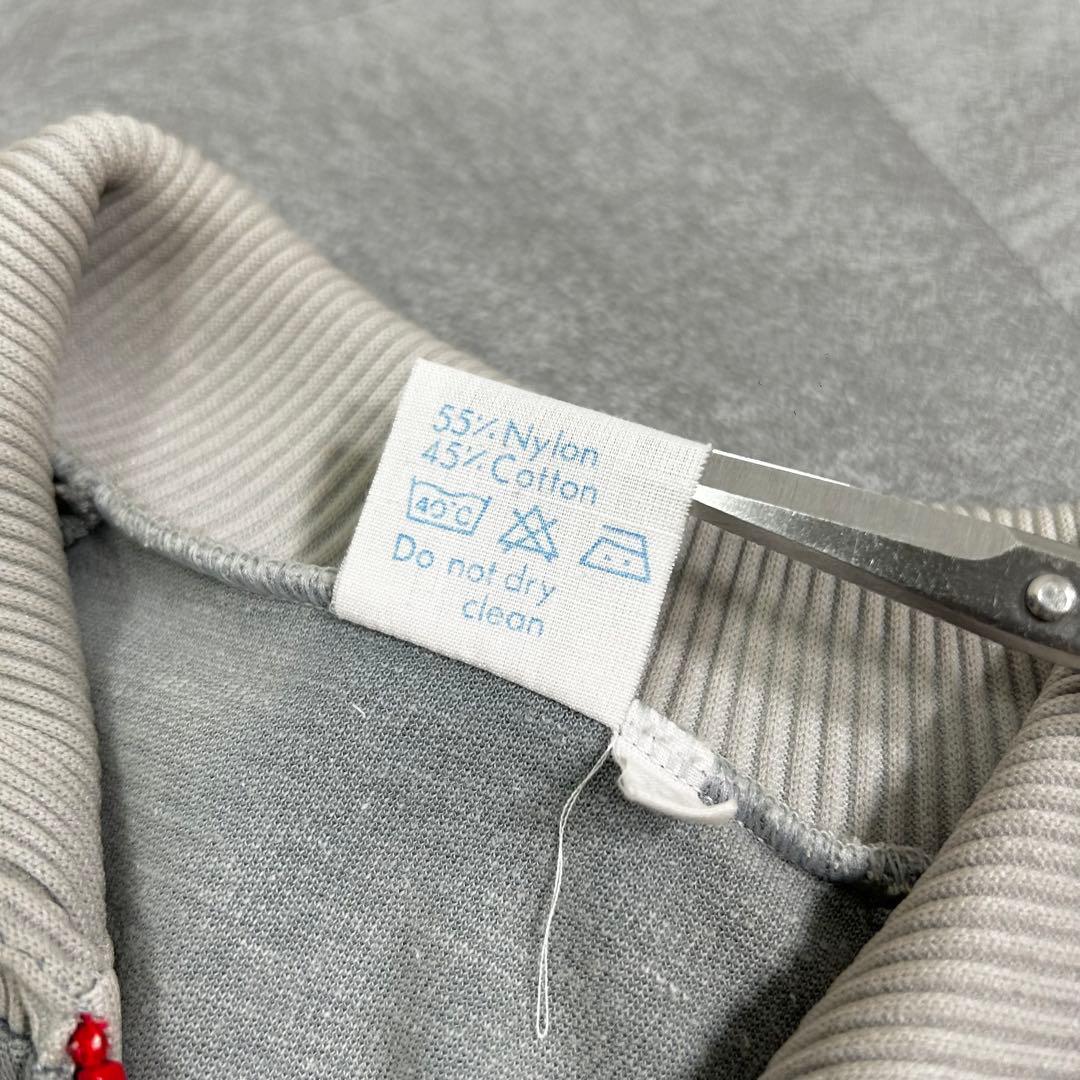 55% Nylon
45% Cotton
40°C
Do not dry
clean